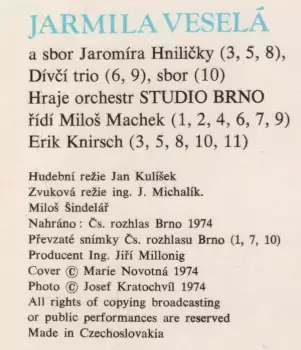 JARMILA VESELÁ
a sbor Jaromíra Hniličky (3, 5, 8),
Dívčí trio (6, 9), sbor (10)
Hraje orchestr STUDIO BRNO
řídí Miloš Machek (1, 2, 4, 6, 7, 9)
Erik Knirsch (3, 5, 8, 10, 11)
Hudební režie Jan Kulíšek
Zvuková režie ing. J. Michalík.
Miloš Šindelář
Nahráno : Čs. rozhlas Brno 1974
Převzaté snímky Čs. rozhlasu Brno (1, 7, 10)
Producent Ing. Jiří Millonig
Cover © Marie Novotná 1974
Photo © Josef Kratochvíl 1974
All rights of copying broadcasting
or public performances are reserved
Made in Czechoslovakia